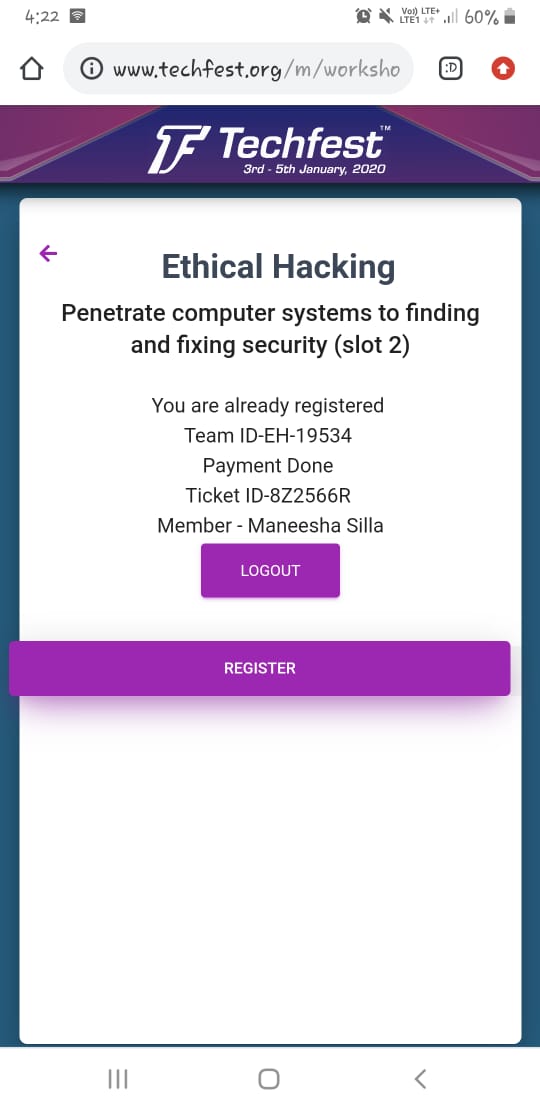 4:22
Vo)) LTE+
LTE1
60%
:D
www.techfest.org/m/worksho
TF Techfest™
3rd - 5th January, 2020
Ethical Hacking
Penetrate computer systems to finding
and fixing security (slot 2)
You are already registered
Team ID-EH-19534
Payment Done
Ticket ID-8Z2566R
Member - Maneesha Silla
LOGOUT
REGISTER